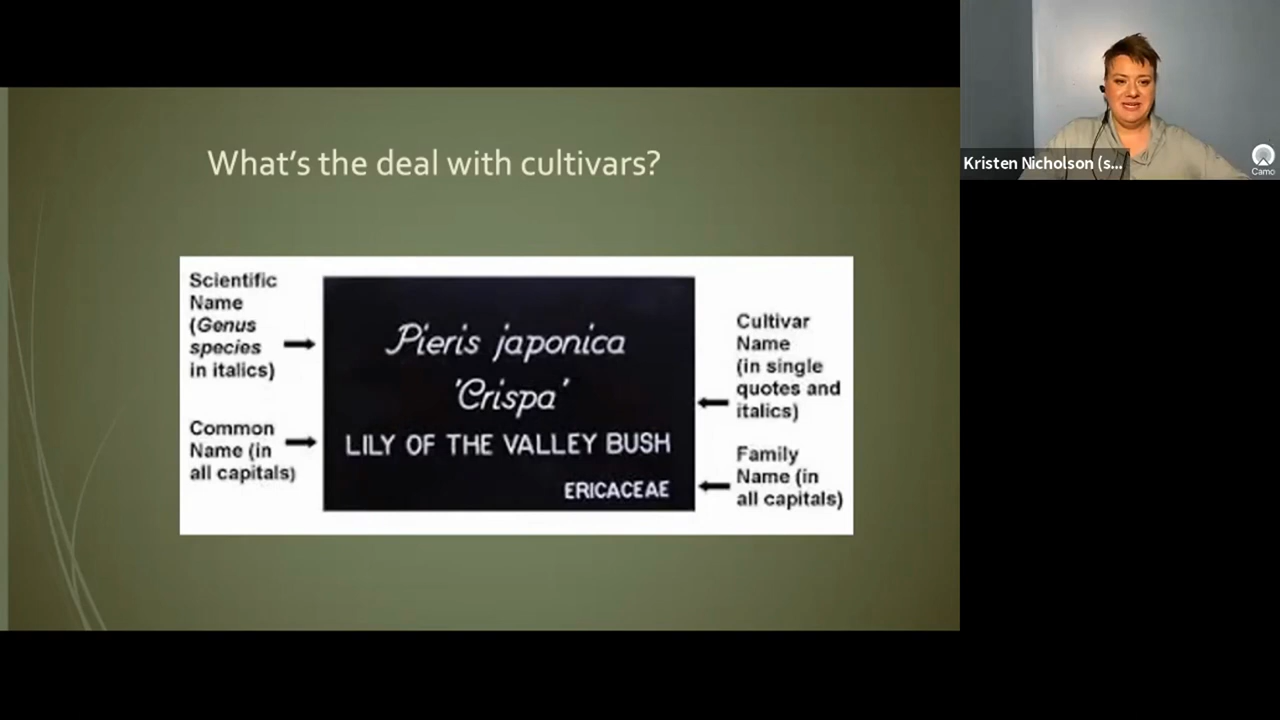 What's the deal with cultivars?
Scientific
Name
(Genus
species
in italics)
Common
Name (in
all capitals)
Pieris japonica
'Crispa'
LILY OF THE VALLEY BUSH
ERICACEAE
Cultivar
Name
(in single
quotes and
italics)
Family
Name (in
all capitals)
Kristen Nicholson (s...
Camo